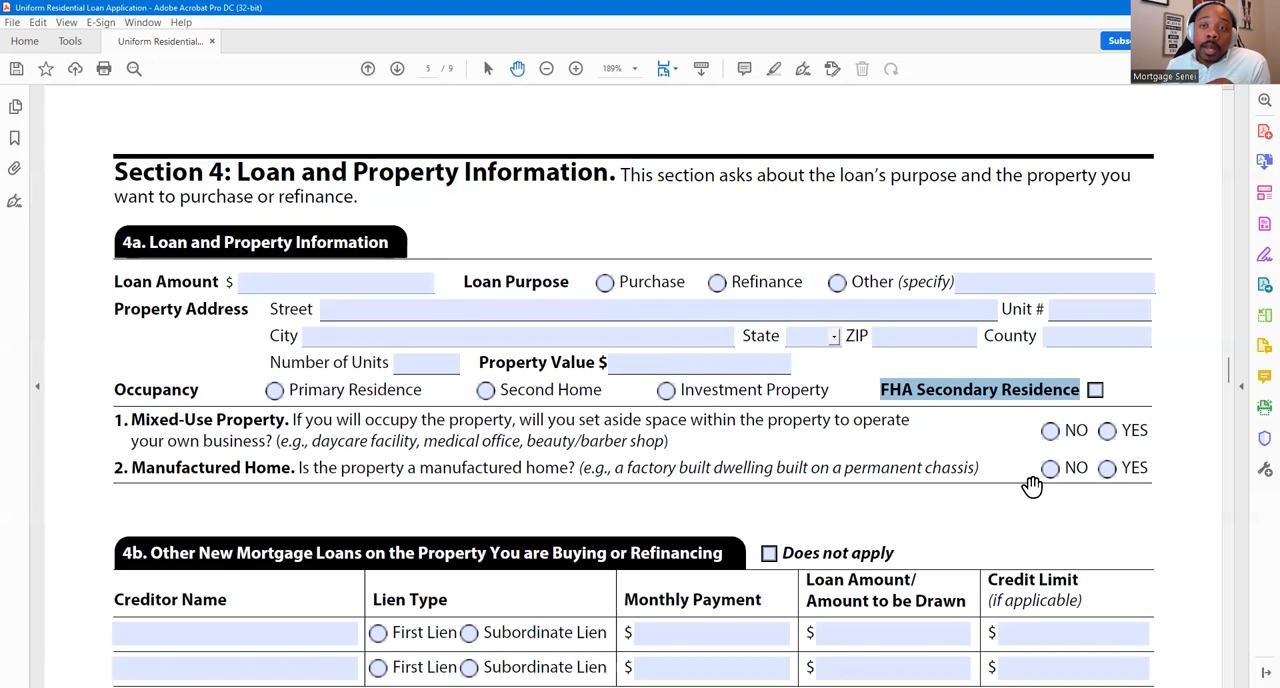 Uniform Residential Loan Application - Adobe Acrobat Pro DC (32-bit)
File Edit View E-Sign Window Help
Home Tools Uniform Residential... ×
Subs
5 / 9 189%
Mortgage Sensi
Section 4: Loan and Property Information. This section asks about the loan's purpose and the property you
want to purchase or refinance.
4a. Loan and Property Information
Loan Amount $ Loan Purpose Purchase Refinance Other (specify)
Property Address Street Unit #
City State ZIP County
Number of Units Property Value $
Occupancy Primary Residence Second Home Investment Property FHA Secondary Residence
1. Mixed-Use Property. If you will occupy the property, will you set aside space within the property to operate
your own business? (e.g., daycare facility, medical office, beauty/barber shop) NO YES
2. Manufactured Home. Is the property a manufactured home? (e.g., a factory built dwelling built on a permanent chassis) NO YES
4b. Other New Mortgage Loans on the Property You are Buying or Refinancing Does not apply
Creditor Name Lien Type Monthly Payment Loan Amount/
Amount to be Drawn Credit Limit
(if applicable)
First Lien Subordinate Lien $ $ $
First Lien Subordinate Lien $ $ $